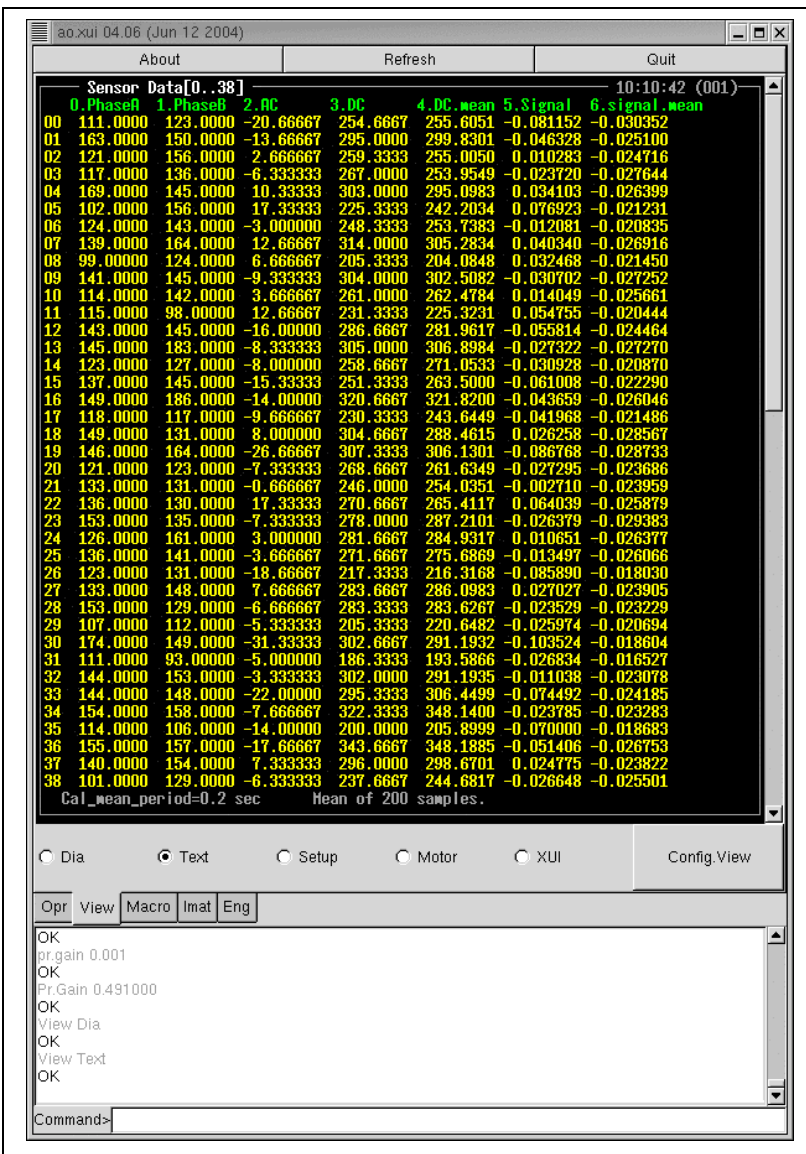 ao.xui 04.06 (Jun 12 2004)
About Refresh Quit
Sensor Data[0..38] 10:10:42 (001)
0.PhaseA 1.PhaseB 2.AC 3.DC 4.DC.mean 5.Signal 6.signal.mean
00 111.0000 123.0000 -20.66667 254.6667 255.6051 -0.081152 -0.030352
01 163.0000 150.0000 -13.66667 295.0000 299.8301 -0.046328 -0.025100
02 121.0000 156.0000 2.666667 259.3333 255.0050 0.010283 -0.024716
03 117.0000 136.0000 -6.333333 267.0000 253.9549 -0.023720 -0.027644
04 169.0000 145.0000 10.33333 303.0000 295.0983 0.034103 -0.026399
05 102.0000 156.0000 17.33333 225.3333 242.2034 0.076923 -0.021231
06 124.0000 143.0000 -3.000000 248.3333 253.7383 -0.012081 -0.020835
07 139.0000 164.0000 12.66667 314.0000 305.2834 0.040340 -0.026916
08 99.00000 124.0000 6.666667 205.3333 204.0848 0.032468 -0.021450
09 141.0000 145.0000 -9.333333 304.0000 302.5082 -0.030702 -0.027252
10 114.0000 142.0000 3.666667 261.0000 262.4784 0.014049 -0.025661
11 115.0000 98.00000 12.66667 231.3333 225.3231 0.054755 -0.020444
12 143.0000 145.0000 -16.00000 286.6667 281.9617 -0.055814 -0.024464
13 145.0000 183.0000 -8.333333 305.0000 306.8984 -0.027322 -0.027270
14 123.0000 127.0000 -8.000000 258.6667 271.0533 -0.030928 -0.020870
15 137.0000 145.0000 -15.33333 251.3333 263.5000 -0.061008 -0.022290
16 149.0000 186.0000 -14.00000 320.6667 321.8200 -0.043659 -0.026046
17 118.0000 117.0000 -9.666667 230.3333 243.6449 -0.041968 -0.021486
18 149.0000 131.0000 8.000000 304.6667 288.4615 0.026258 -0.028567
19 146.0000 164.0000 -26.66667 307.3333 306.1301 -0.086768 -0.028733
20 121.0000 123.0000 -7.333333 268.6667 261.6349 -0.027295 -0.023686
21 133.0000 131.0000 -0.666667 246.0000 254.0351 -0.002710 -0.023959
22 136.0000 130.0000 17.33333 270.6667 265.4117 0.064039 -0.025879
23 153.0000 135.0000 -7.333333 278.0000 287.2101 -0.026379 -0.029383
24 126.0000 161.0000 3.000000 281.6667 284.9317 0.010651 -0.026377
25 136.0000 141.0000 -3.666667 271.6667 275.6869 -0.013497 -0.026066
26 123.0000 131.0000 -18.66667 217.3333 216.3168 -0.085890 -0.018030
27 133.0000 148.0000 7.666667 283.6667 286.0983 0.027027 -0.023905
28 153.0000 129.0000 -6.666667 283.3333 283.6267 -0.023529 -0.023229
29 107.0000 112.0000 -5.333333 205.3333 220.6482 -0.025974 -0.020694
30 174.0000 149.0000 -31.33333 302.6667 291.1932 -0.103524 -0.018604
31 111.0000 93.00000 -5.000000 186.3333 193.5866 -0.026834 -0.016527
32 144.0000 153.0000 -3.333333 302.0000 291.1935 -0.011038 -0.023078
33 144.0000 148.0000 -22.00000 295.3333 306.4499 -0.074492 -0.024185
34 154.0000 158.0000 -7.666667 322.3333 348.1400 -0.023785 -0.023283
35 114.0000 106.0000 -14.00000 200.0000 205.8999 -0.070000 -0.018683
36 155.0000 157.0000 -17.66667 343.6667 348.1885 -0.051406 -0.026753
37 140.0000 154.0000 7.333333 296.0000 298.6701 0.024775 -0.023822
38 101.0000 129.0000 -6.333333 237.6667 244.6817 -0.026648 -0.025501
Cal_mean_period=0.2 sec Mean of 200 samples.
Dia Text Setup Motor XUI Config.View
Opr View Macro Imat Eng
OK
pr.gain 0.001
OK
Pr.Gain 0.491000
OK
View Dia
OK
View Text
OK
Command>